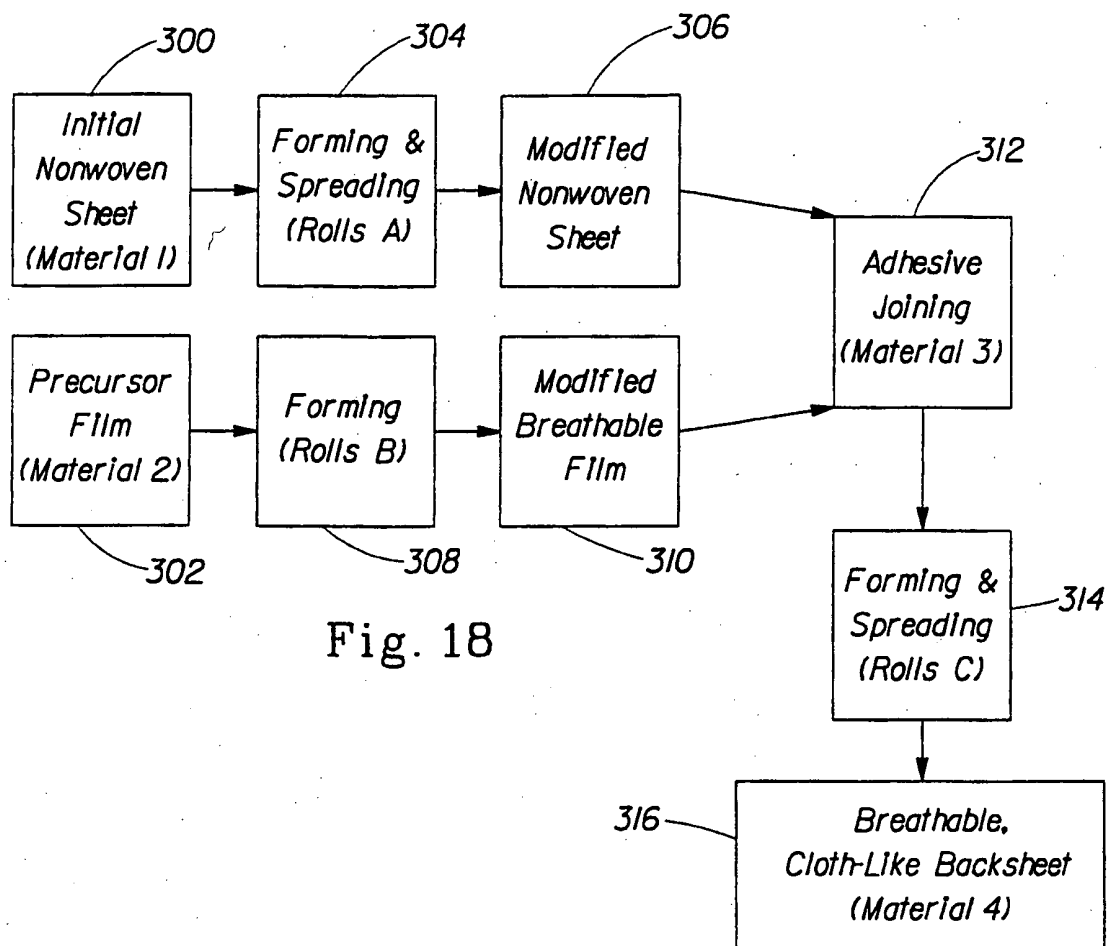 300
304
306
Initial
Nonwoven
Sheet
(Material 1)
Forming &
Spreading
(Rolls A)
Modified
Nonwoven
Sheet
312
Adhesive
Joining
(Material 3)
Precursor
Film
(Material 2)
Forming
(Rolls B)
Modified
Breathable
Film
302
308
310
Forming &
Spreading
(Rolls C)
314
Fig. 18
316
Breathable,
Cloth-Like Backsheet
(Material 4)